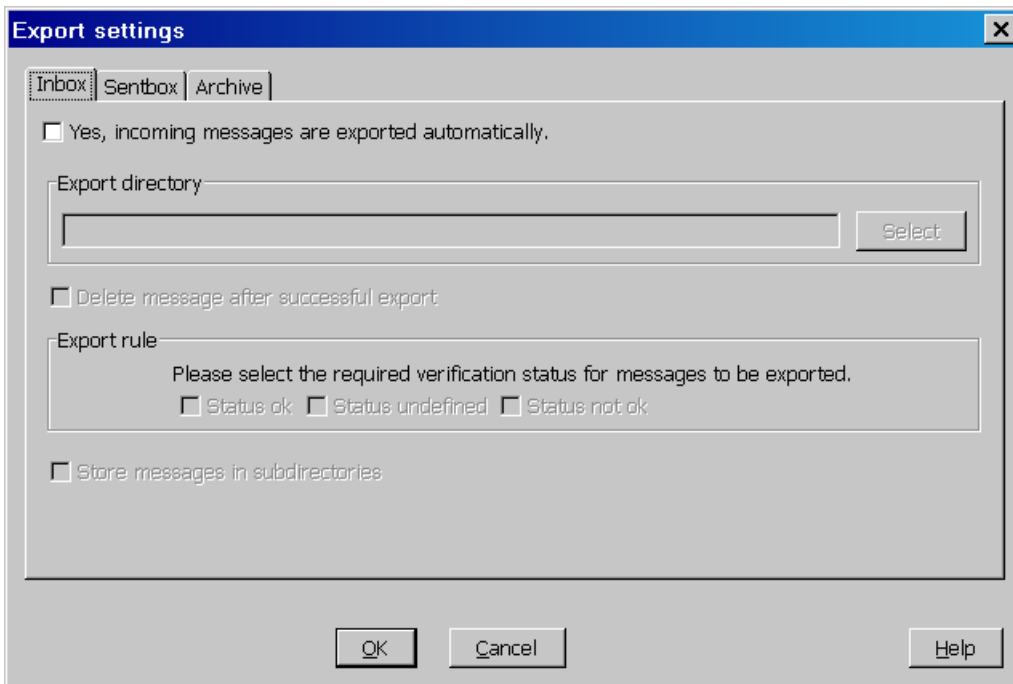 Export settings
Inbox Sentbox Archive
Yes, incoming messages are exported automatically.
Export directory
Select
Delete message after successful export
Export rule
Please select the required verification status for messages to be exported.
Status ok Status undefined Status not ok
Store messages in subdirectories
OK Cancel Help